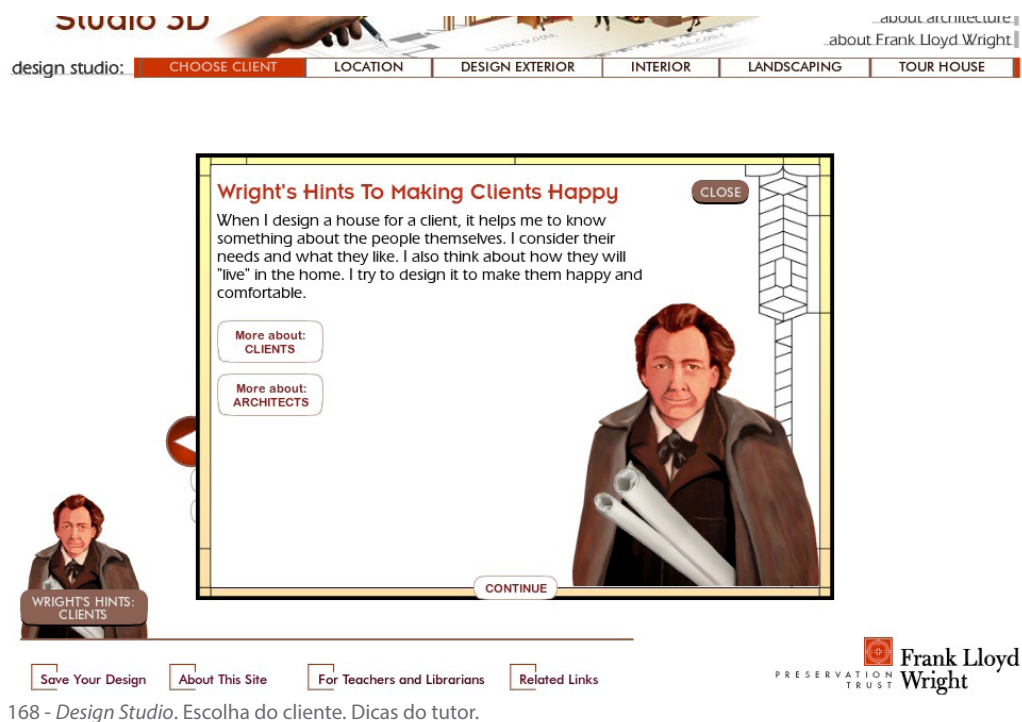 Studio 3D
LIVING ROOM
BALCONY
about architecture
about Frank Lloyd Wright
design studio:
CHOOSE CLIENT
LOCATION
DESIGN EXTERIOR
INTERIOR
LANDSCAPING
TOUR HOUSE
Wright's Hints To Making Clients Happy
CLOSE
When I design a house for a client, it helps me to know
something about the people themselves. I consider their
needs and what they like. I also think about how they will
"live" in the home. I try to design it to make them happy and
comfortable.
More about:
CLIENTS
More about:
ARCHITECTS
CONTINUE
WRIGHT'S HINTS:
CLIENTS
Save Your Design
About This Site
For Teachers and Librarians
Related Links
PRESERVATION
TRUST
Frank Lloyd
Wright
168 - Design Studio. Escolha do cliente. Dicas do tutor.